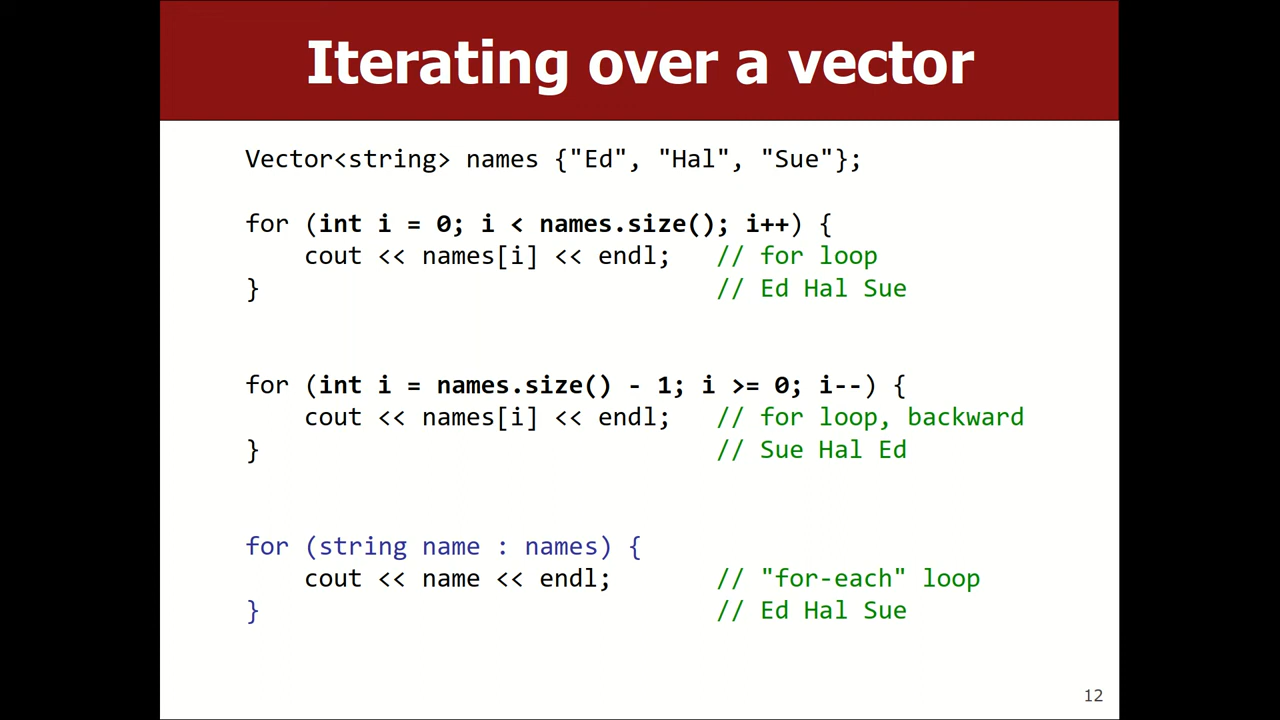 Iterating over a vector
Vector<string> names {"Ed", "Hal", "Sue"};
for (int i = 0; i < names.size(); i++) {
    cout << names[i] << endl;   // for loop
}                               // Ed Hal Sue
for (int i = names.size() - 1; i >= 0; i--) {
    cout << names[i] << endl;   // for loop, backward
}                               // Sue Hal Ed
for (string name : names) {
    cout << name << endl;       // "for-each" loop
}                               // Ed Hal Sue
12